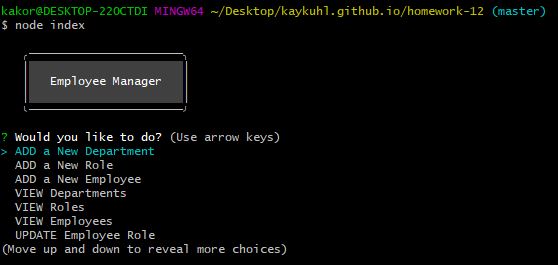 kakor@DESKTOP-22OCTDI MINGW64 ~/Desktop/kaykuhl.github.io/homework-12 (master)
$ node index
Employee Manager
? Would you like to do? (Use arrow keys)
> ADD a New Department
ADD a New Role
ADD a New Employee
VIEW Departments
VIEW Roles
VIEW Employees
UPDATE Employee Role
(Move up and down to reveal more choices)